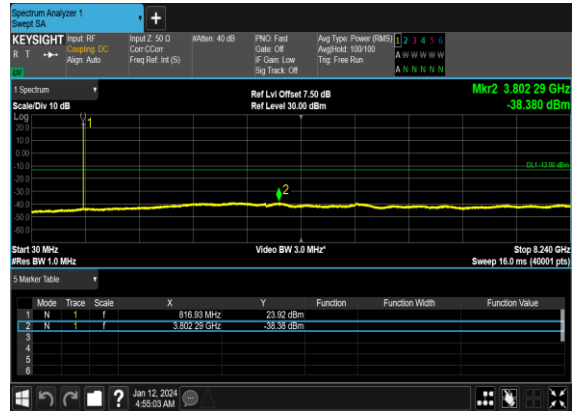 Spectrum Analyzer 1
Swept SA
+
KEYSIGHT Input: RF Input Z: 50 Ω #Atten: 40 dB PNO: Fast Avg Type: Power (RMS) 1 2 3 4 5 6
R T Coupling: DC Corr CCorr Gate: Off Avg|Hold: 100/100 A W W W W W
Align: Auto Freq Ref: Int (S) IF Gain: Low Trig: Free Run
LW Sig Track: Off A N N N N N
1 Spectrum Ref Lvl Offset 7.50 dB Mkr2 3.802 29 GHz
Scale/Div 10 dB Ref Level 30.00 dBm -38.380 dBm
Log
20.0
1
10.0
0.00
-10.0
DL1 -13.00 dBm
-20.0
-30.0
2
-40.0
-50.0
-60.0
Start 30 MHz Video BW 3.0 MHz* Stop 8.240 GHz
#Res BW 1.0 MHz Sweep 16.0 ms (40001 pts)
5 Marker Table
Mode Trace Scale X Y Function Function Width Function Value
1 N 1 f 816.93 MHz 23.92 dBm
2 N 1 f 3.802 29 GHz -38.38 dBm
3
4
5
6
? Jan 12, 2024
4:55:03 AM